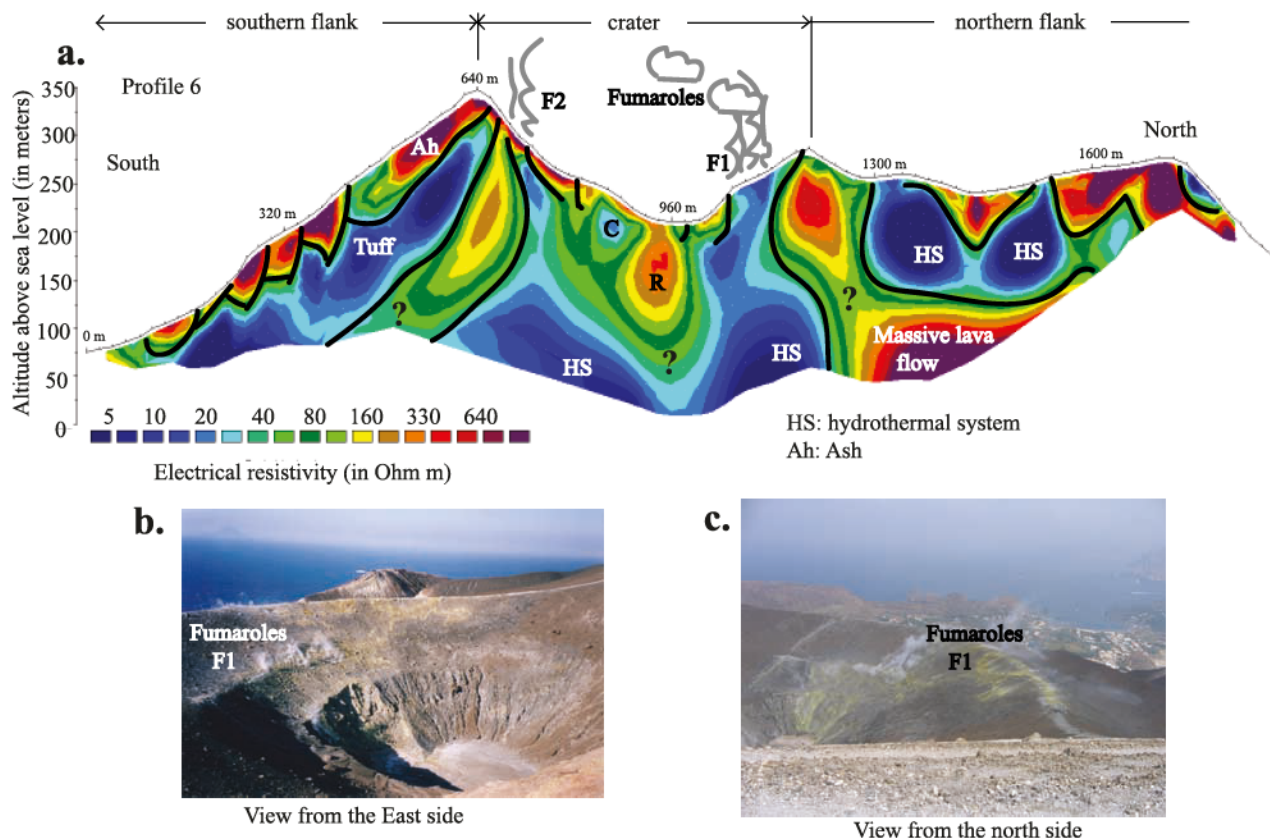 southern flank
crater
northern flank
a.
Profile 6
640 m
F2
Fumaroles
F1
North
South
Ah
320 m
Tuff
0 m
C
960 m
R
1300 m
1600 m
HS
HS
?
?
?
HS
HS
Massive lava
flow
350
300
250
200
150
100
50
0
Altitude above sea level (in meters)
5 10 20 40 80 160 330 640
Electrical resistivity (in Ohm m)
HS: hydrothermal system
Ah: Ash
b.
Fumaroles
F1
View from the East side
c.
Fumaroles
F1
View from the north side